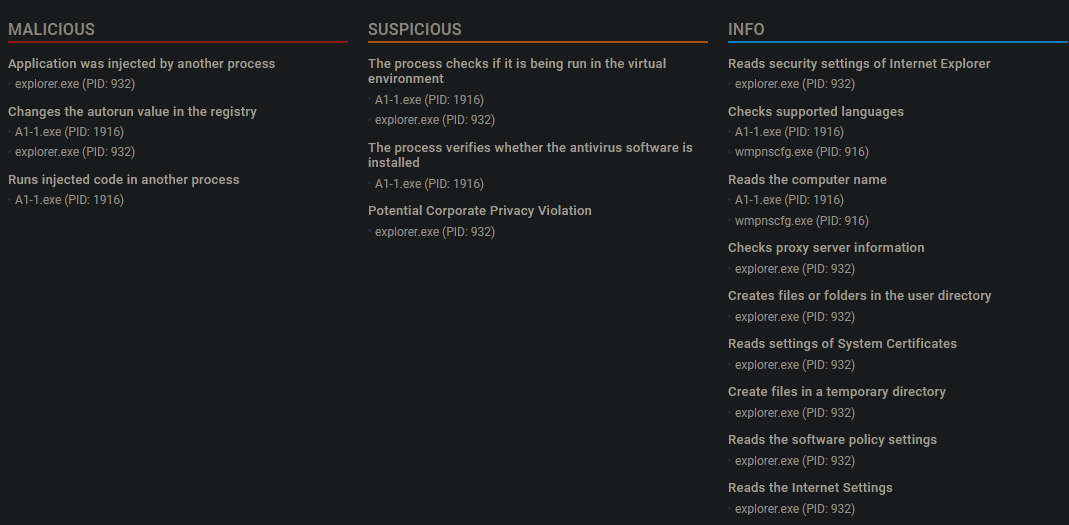 MALICIOUS
Application was injected by another process
explorer.exe (PID: 932)
Changes the autorun value in the registry
A1-1.exe (PID: 1916)
explorer.exe (PID: 932)
Runs injected code in another process
A1-1.exe (PID: 1916)
SUSPICIOUS
The process checks if it is being run in the virtual
environment
A1-1.exe (PID: 1916)
explorer.exe (PID: 932)
The process verifies whether the antivirus software is
installed
A1-1.exe (PID: 1916)
Potential Corporate Privacy Violation
explorer.exe (PID: 932)
INFO
Reads security settings of Internet Explorer
explorer.exe (PID: 932)
Checks supported languages
A1-1.exe (PID: 1916)
wmpnscfg.exe (PID: 916)
Reads the computer name
A1-1.exe (PID: 1916)
wmpnscfg.exe (PID: 916)
Checks proxy server information
explorer.exe (PID: 932)
Creates files or folders in the user directory
explorer.exe (PID: 932)
Reads settings of System Certificates
explorer.exe (PID: 932)
Create files in a temporary directory
explorer.exe (PID: 932)
Reads the software policy settings
explorer.exe (PID: 932)
Reads the Internet Settings
explorer.exe (PID: 932)